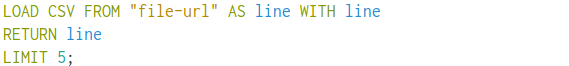 LOAD CSV FROM "file-url" AS line WITH line
RETURN line
LIMIT 5;